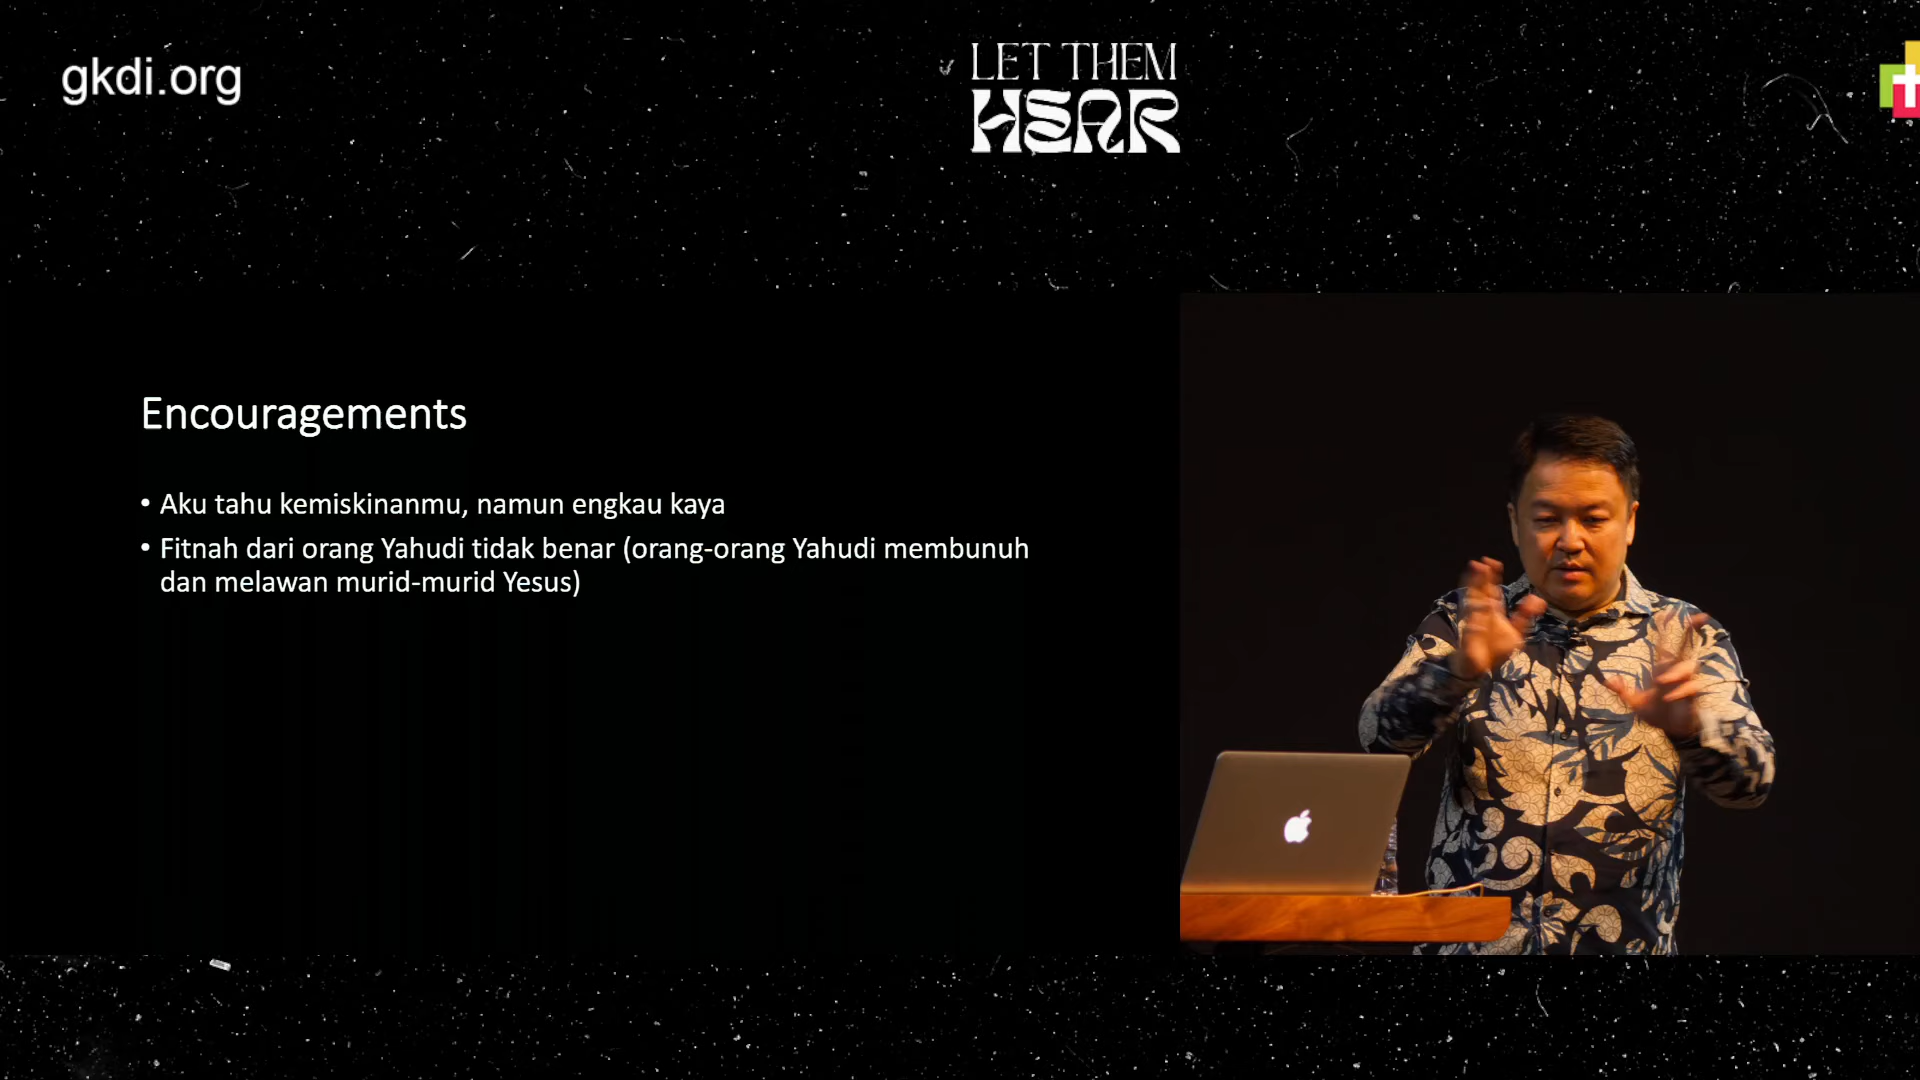 gkdi.org
LET THEM
HEAR
Encouragements
• Aku tahu kemiskinanmu, namun engkau kaya
• Fitnah dari orang Yahudi tidak benar (orang-orang Yahudi membunuh
dan melawan murid-murid Yesus)